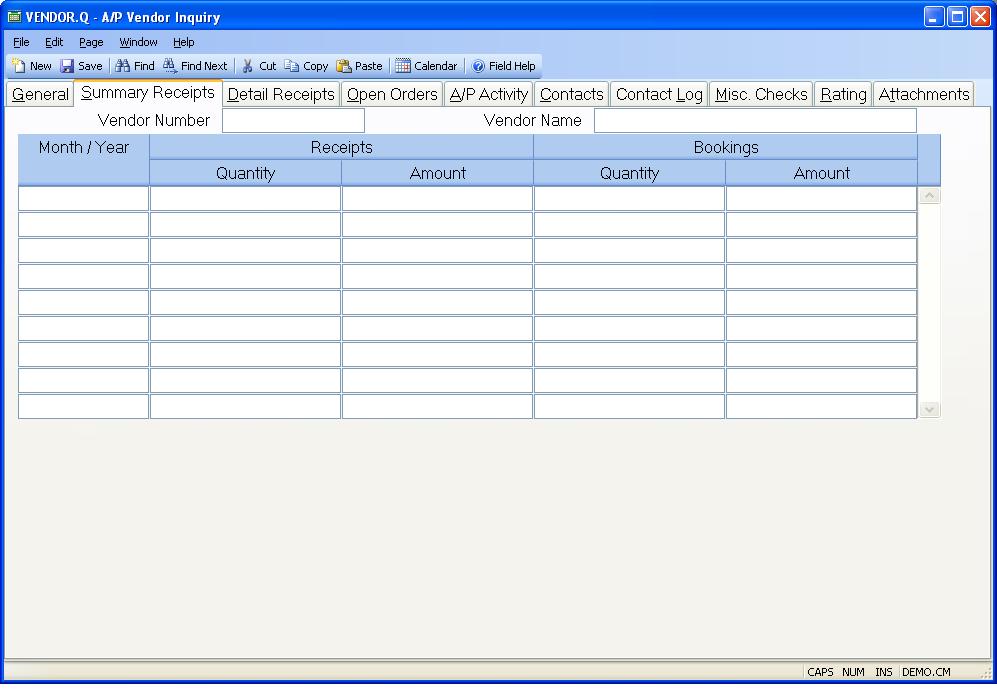 VENDOR.Q - A/P Vendor Inquiry
File Edit Page Window Help
New Save Find Find Next Cut Copy Paste Calendar Field Help
General Summary Receipts Detail Receipts Open Orders A/P Activity Contacts Contact Log Misc. Checks Rating Attachments
Vendor Number Vendor Name
Month / Year Receipts Bookings
Quantity Amount Quantity Amount
CAPS NUM INS DEMO.CM